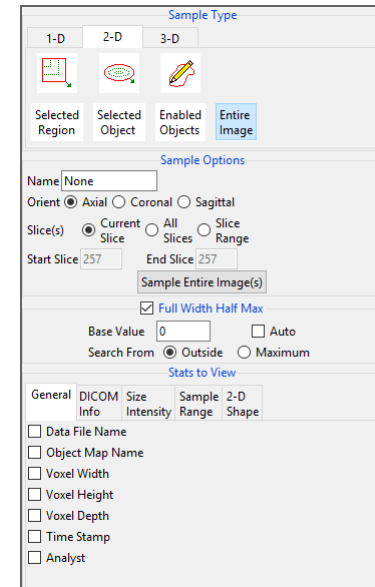 Sample Type
1-D 2-D 3-D
Selected Selected Enabled Entire
Region Object Objects Image
Sample Options
Name None
Orient Axial Coronal Sagittal
Slice(s) Current Slice All Slices Slice Range
Start Slice 257 End Slice 257
Sample Entire Image(s)
Full Width Half Max
Base Value 0 Auto
Search From Outside Maximum
Stats to View
General DICOM Info Size Intensity Sample Range 2-D Shape
Data File Name
Object Map Name
Voxel Width
Voxel Height
Voxel Depth
Time Stamp
Analyst